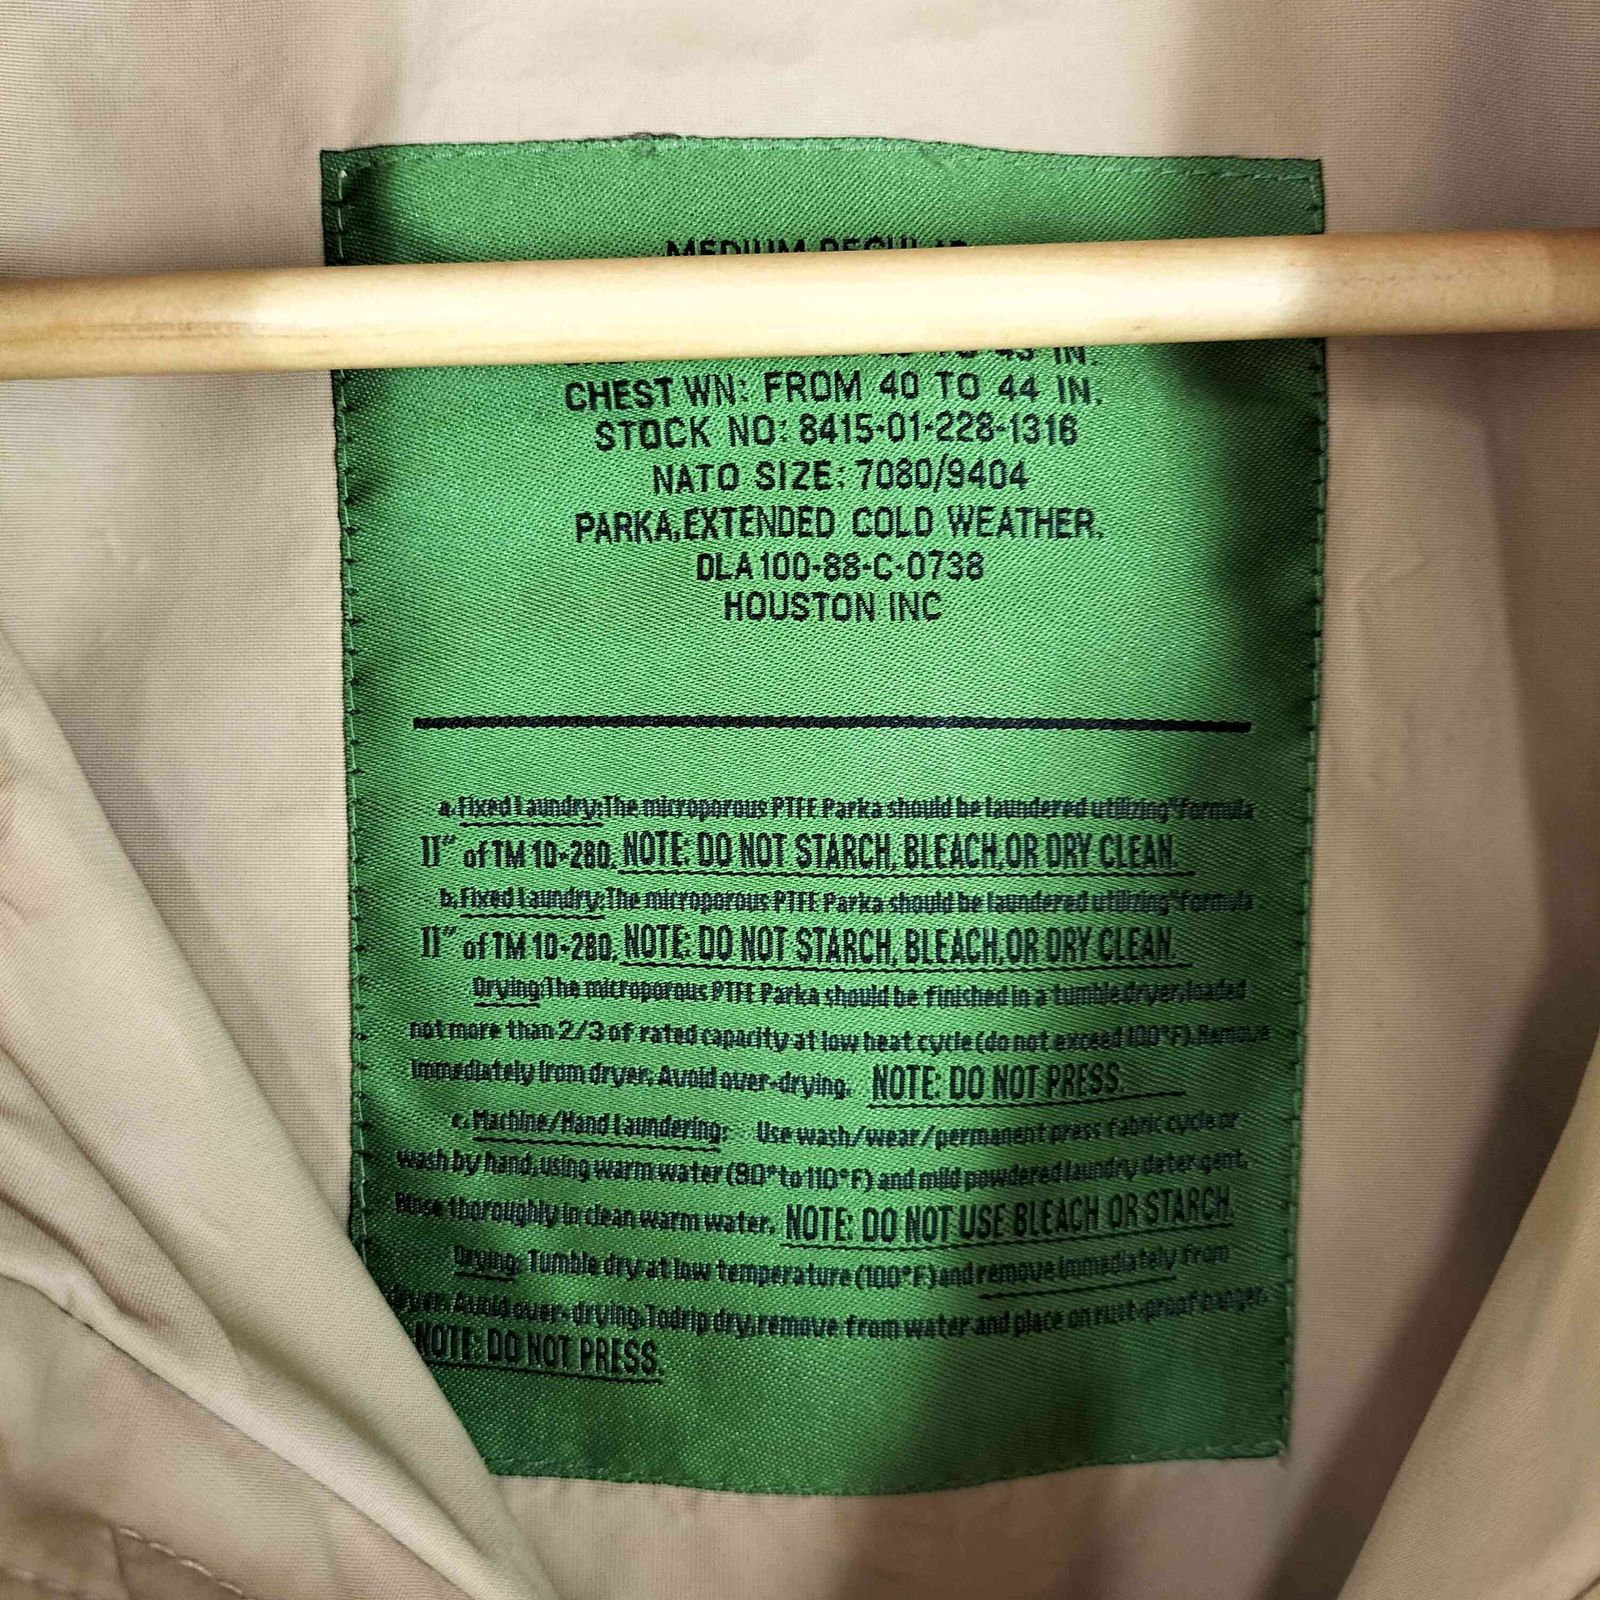 MEDIUM REGULAR
TO 43 IN.
CHEST WN: FROM 40 TO 44 IN.
STOCK NO: 8415-01-228-1316
NATO SIZE: 7080/9404
PARKA, EXTENDED COLD WEATHER.
DLA100-88-C-0738
HOUSTON INC
a. Fixed Laundry: The microporous PTFE Parka should be laundered utilizing "formula
II" of TM 10-280. NOTE: DO NOT STARCH, BLEACH, OR DRY CLEAN.
b. Fixed Laundry: The microporous PTFE Parka should be laundered utilizing "formula
II" of TM 10-280. NOTE: DO NOT STARCH, BLEACH, OR DRY CLEAN.
Drying: The microporous PTFE Parka should be finished in a tumble dryer, loaded
not more than 2/3 of rated capacity at low heat cycle (do not exceed 100°F). Remove
immediately from dryer. Avoid over-drying. NOTE: DO NOT PRESS.
c. Machine/Hand Laundering: Use wash/wear/permanent press fabric cycle or
wash by hand, using warm water (90° to 110°F) and mild powdered laundry detergent.
Rinse thoroughly in clean warm water. NOTE: DO NOT USE BLEACH OR STARCH.
Drying: Tumble dry at low temperature (100°F) and remove immediately from
dryer. Avoid over-drying. To drip dry, remove from water and place on rust-proof hanger.
NOTE: DO NOT PRESS.